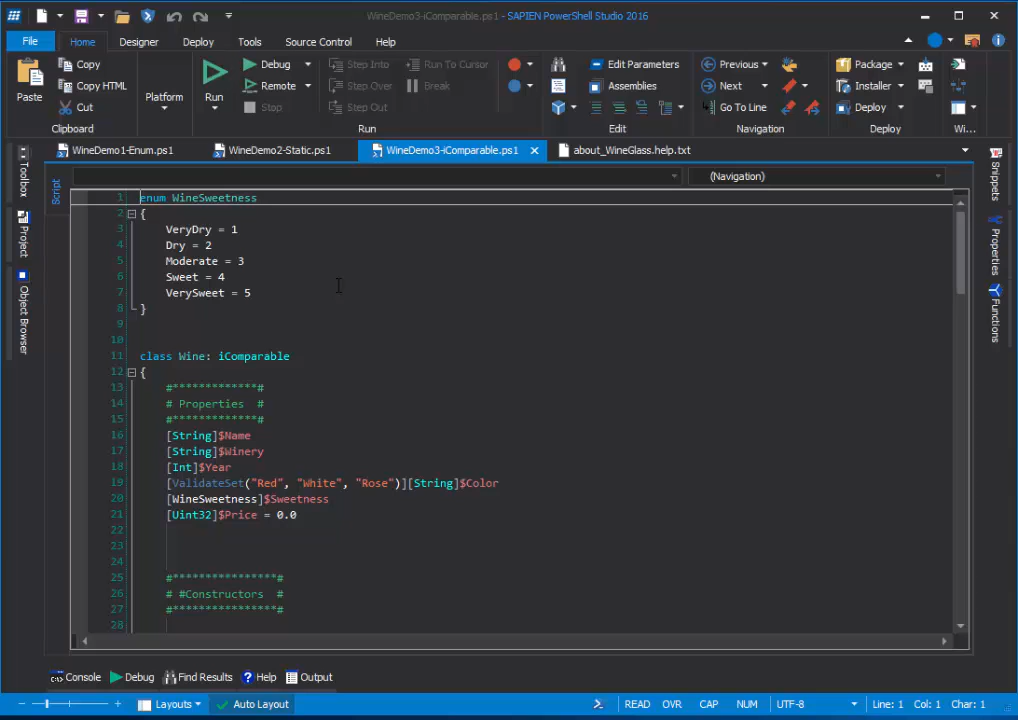 WineDemo3-iComparable.ps1 - SAPIEN PowerShell Studio 2016
File Home Designer Deploy Tools Source Control Help
Copy Debug Step Into Run To Cursor Edit Parameters Previous Package
Copy HTML Remote Step Over Break Assemblies Next Installer
Paste Cut Platform Run Stop Step Out Go To Line Deploy
Clipboard Run Edit Navigation Deploy Wi...
WineDemo1-Enum.ps1 WineDemo2-Static.ps1 WineDemo3-iComparable.ps1 about_WineGlass.help.txt
(Navigation)
Toolbox
Project
Object Browser
Script
1 enum WineSweetness
2 {
3 VeryDry = 1
4 Dry = 2
5 Moderate = 3
6 Sweet = 4
7 VerySweet = 5
8 }
9
10
11 class Wine: iComparable
12 {
13 #*************#
14 # Properties #
15 #*************#
16 [String]$Name
17 [String]$Winery
18 [Int]$Year
19 [ValidateSet("Red", "White", "Rose")][String]$Color
20 [WineSweetness]$Sweetness
21 [Uint32]$Price = 0.0
22
23
24
25 #****************#
26 # #Constructors #
27 #****************#
28
Snippets
Properties
Functions
Console Debug Find Results Help Output
Layouts Auto Layout READ OVR CAP NUM UTF-8 Line: 1 Col: 1 Char: 1